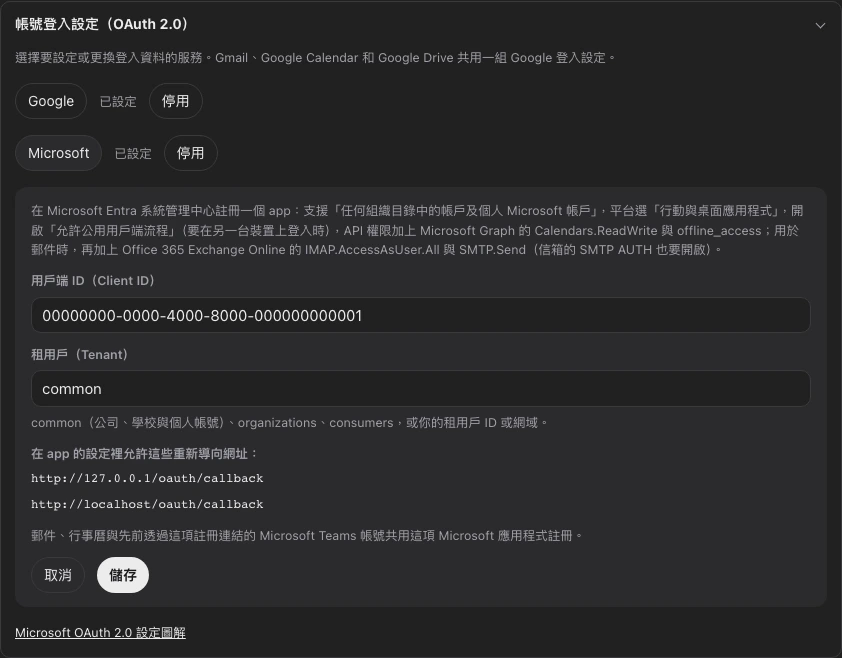 帳號登入設定（OAuth 2.0）
選擇要設定或更換登入資料的服務。Gmail、Google Calendar 和 Google Drive 共用一組 Google 登入設定。
Google 已設定 停用
Microsoft 已設定 停用
在 Microsoft Entra 系統管理中心註冊一個 app：支援「任何組織目錄中的帳戶及個人 Microsoft 帳戶」，平台選「行動與桌面應用程式」，開
啟「允許公用用戶端流程」（要在另一台裝置上登入時），API 權限加上 Microsoft Graph 的 Calendars.ReadWrite 與 offline_access；用於
郵件時，再加上 Office 365 Exchange Online 的 IMAP.AccessAsUser.All 與 SMTP.Send（信箱的 SMTP AUTH 也要開啟）。
用戶端 ID（Client ID）
00000000-0000-4000-8000-000000000001
租用戶（Tenant）
common
common（公司、學校與個人帳號）、organizations、consumers，或你的租用戶 ID 或網域。
在 app 的設定裡允許這些重新導向網址：
http://127.0.0.1/oauth/callback
http://localhost/oauth/callback
郵件、行事曆與先前透過這項註冊連結的 Microsoft Teams 帳號共用這項 Microsoft 應用程式註冊。
取消 儲存
Microsoft OAuth 2.0 設定圖解